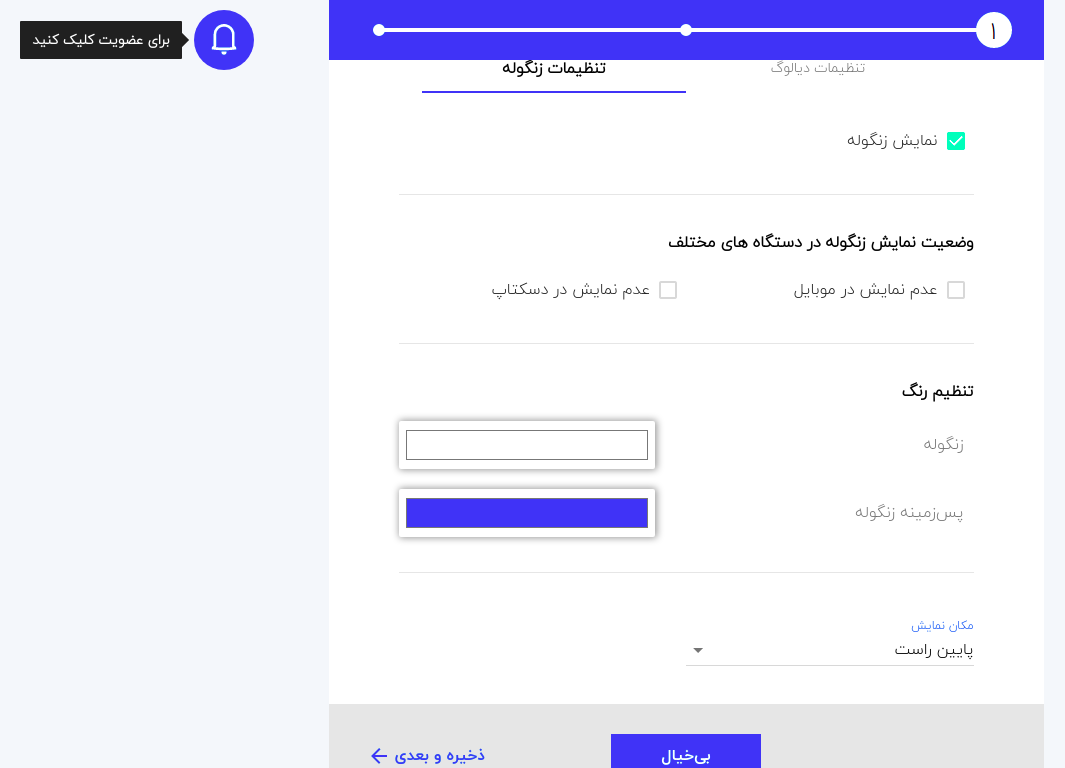 ۱
برای عضویت کلیک کنید
تنظیمات دیالوگ
تنظیمات زنگوله
نمایش زنگوله
وضعیت نمایش زنگوله در دستگاه های مختلف
عدم نمایش در موبایل
عدم نمایش در دسکتاپ
تنظیم رنگ
زنگوله
پس‌زمینه زنگوله
مکان نمایش
پایین راست
بی‌خیال
ذخیره و بعدی